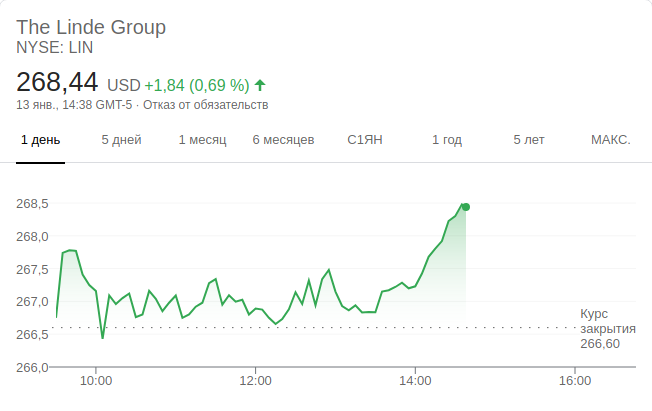 The Linde Group
NYSE: LIN
268,44 USD +1,84 (0,69 %)
13 янв., 14:38 GMT-5 · Отказ от обязательств
1 день 5 дней 1 месяц 6 месяцев С1ЯН 1 год 5 лет МАКС.
268,5
268,0
267,5
267,0
266,5
266,0
Курс
закрытия
266,60
10:00 12:00 14:00 16:00